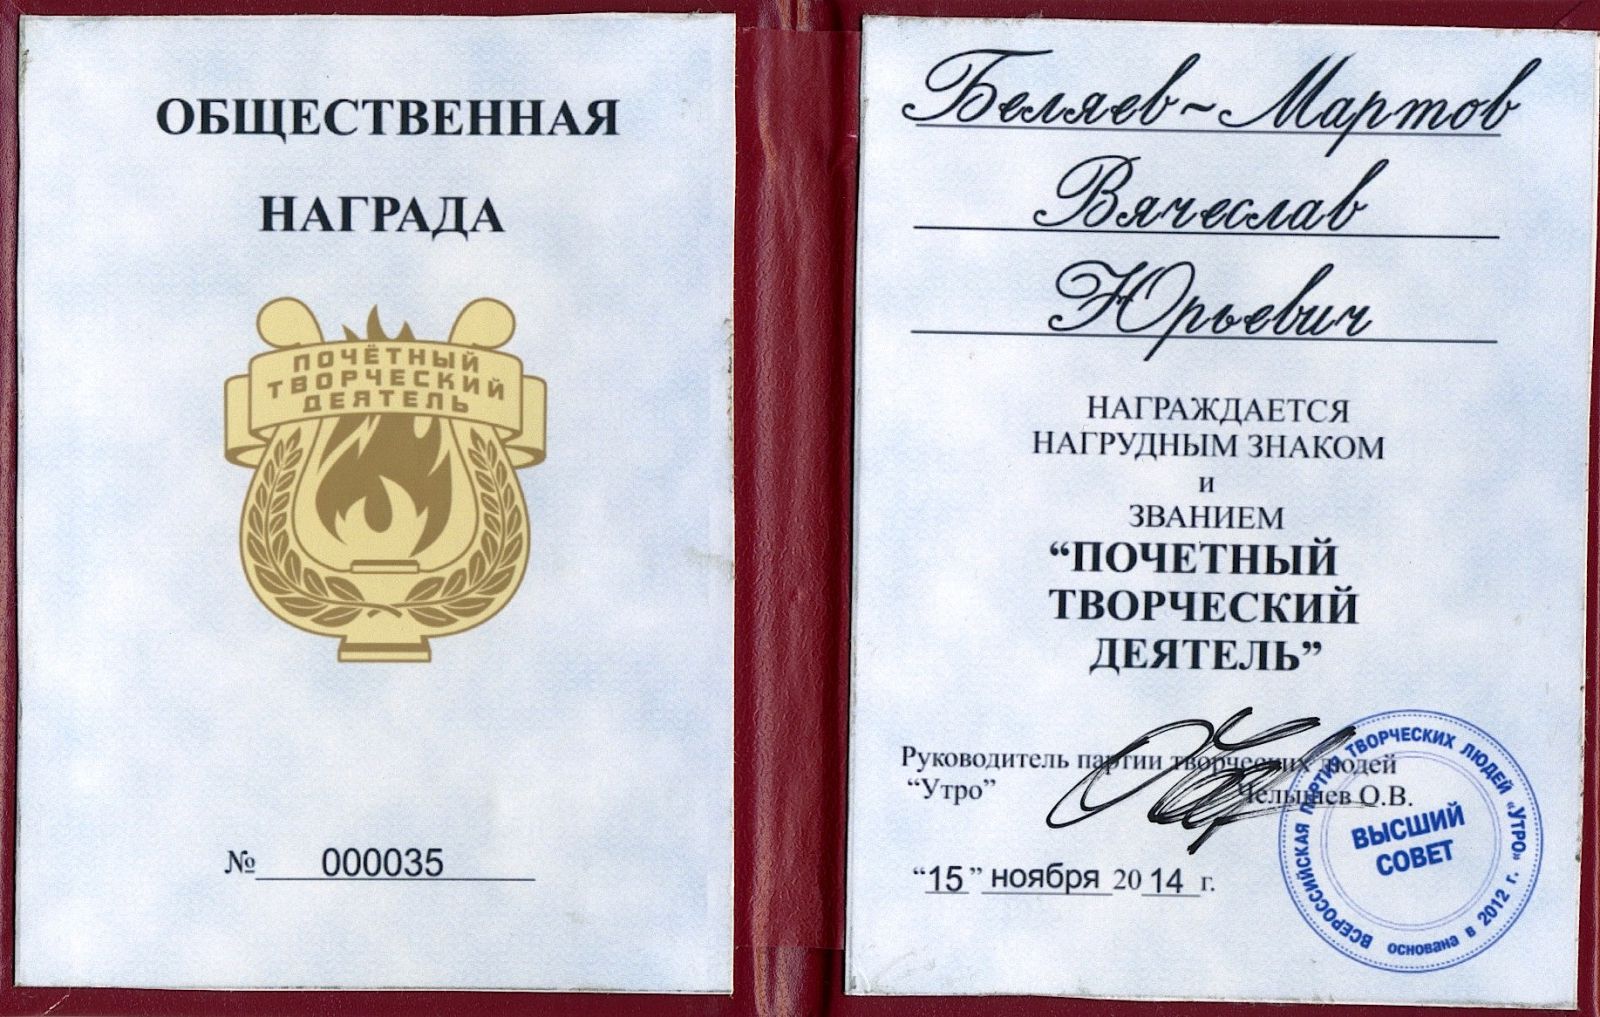 ОБЩЕСТВЕННАЯ
НАГРАДА
ПОЧЁТНЫЙ
ТВОРЧЕСКИЙ
ДЕЯТЕЛЬ
№ 000035
Беляев-Мартов
Вячеслав
Юрьевич
НАГРАЖДАЕТСЯ
НАГРУДНЫМ ЗНАКОМ
и
ЗВАНИЕМ
“ПОЧЕТНЫЙ
ТВОРЧЕСКИЙ
ДЕЯТЕЛЬ”
Руководитель партии творческих людей
“Утро” Челышев О.В.
“15” ноября 2014 г.
ВСЕРОССИЙСКАЯ ПАРТИЯ ТВОРЧЕСКИХ ЛЮДЕЙ «УТРО»
основана в 2012 г.
ВЫСШИЙ
СОВЕТ